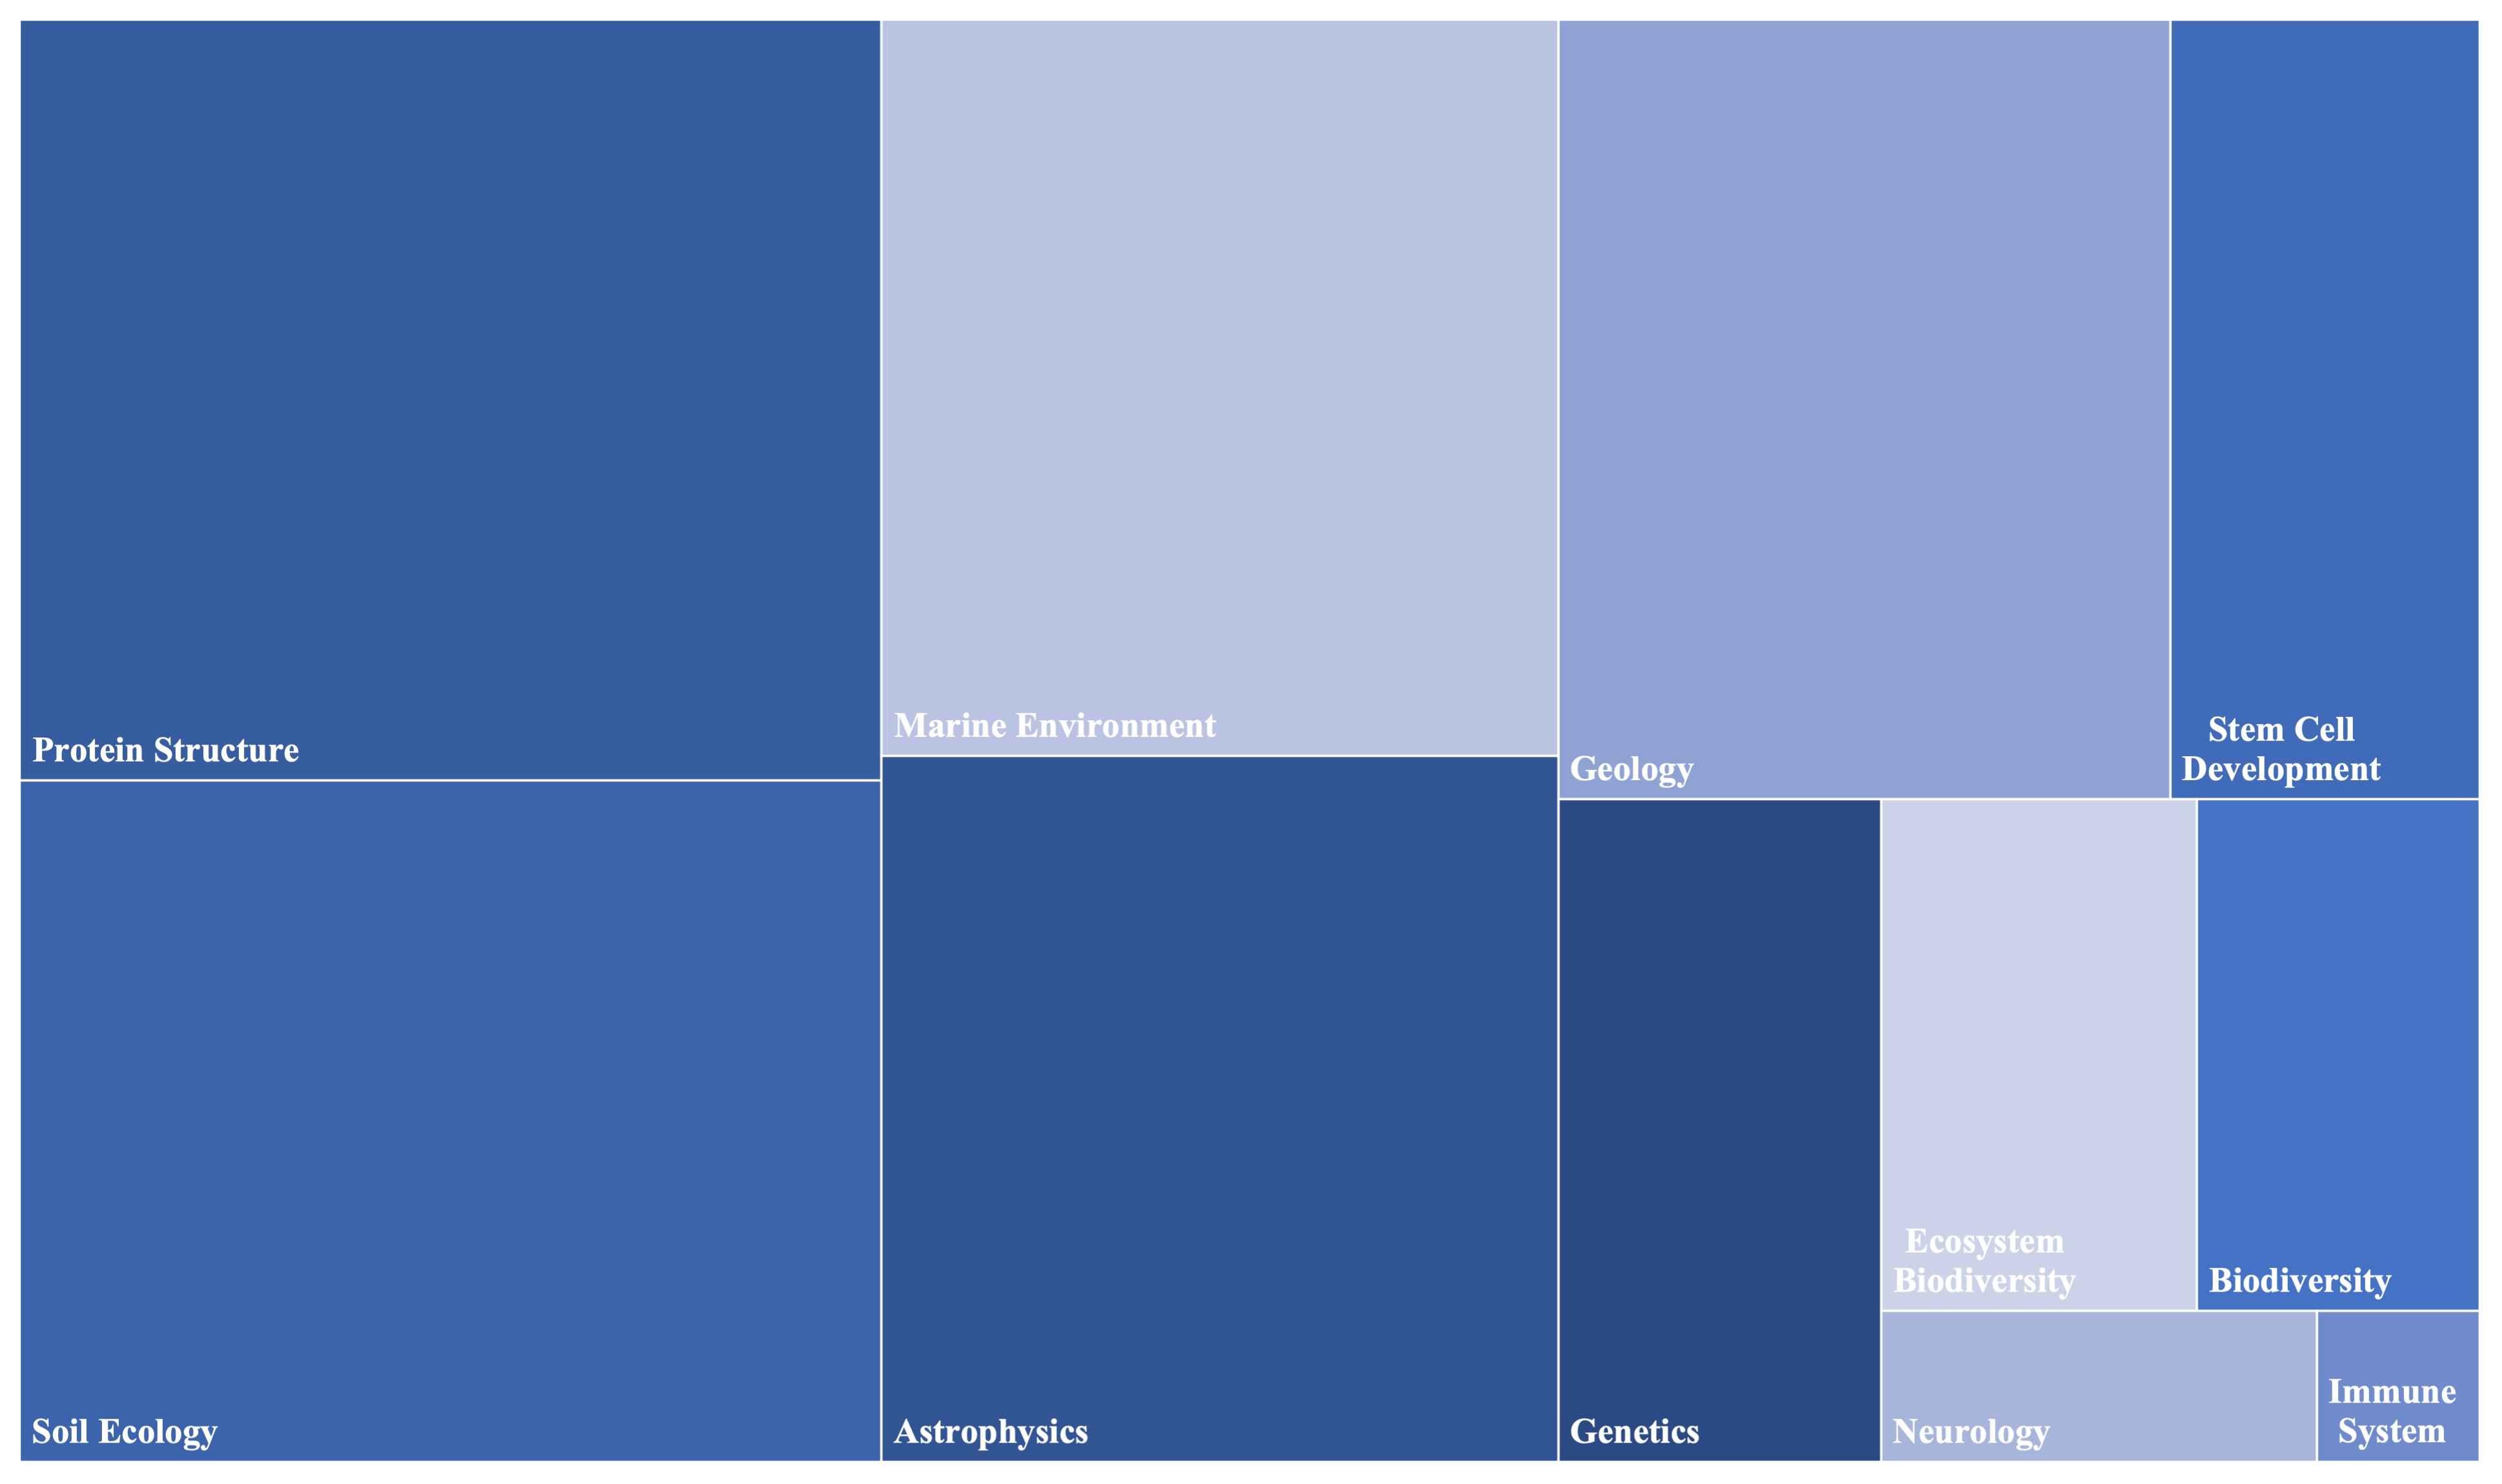 Protein Structure
Marine Environment
Geology
Stem Cell
Development
Soil Ecology
Astrophysics
Genetics
Ecosystem
Biodiversity
Biodiversity
Neurology
Immune
System